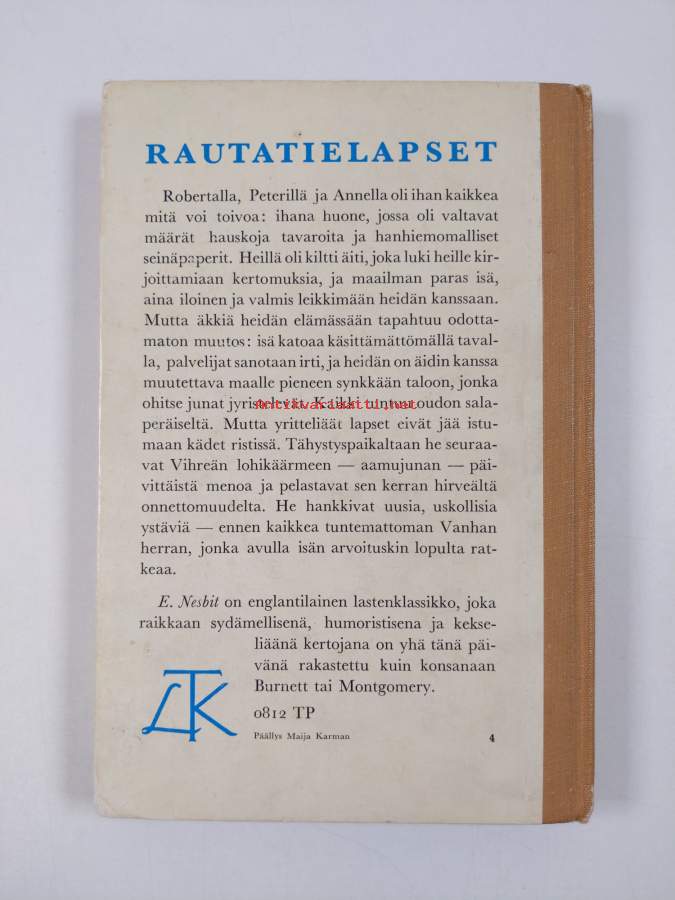 RAUTATIELAPSET
Robertalla, Peterillä ja Annella oli ihan kaikkea
mitä voi toivoa: ihana huone, jossa oli valtavat
määrät hauskoja tavaroita ja hanhiemomalliset
seinäpaperit. Heillä oli kiltti äiti, joka luki heille kir-
joittamiaan kertomuksia, ja maailman paras isä,
aina iloinen ja valmis leikkimään heidän kanssaan.
Mutta äkkiä heidän elämässään tapahtuu odotta-
maton muutos: isä katoaa käsittämättömällä taval-
la, palvelijat sanotaan irti, ja heidän on äidin kanssa
muutettava maalle pieneen synkkään taloon, jonka
ohitse junat jyristelevät. Kaikki tuntuu oudon sala-
Antikvariaatti.net
peräiseltä. Mutta yritteliäät lapset eivät jää istu-
maan kädet ristissä. Tähystyspaikaltaan he seuraa-
vat Vihreän lohikäärmeen — aamujunan — päi-
vittäistä menoa ja pelastavat sen kerran hirveältä
onnettomuudelta. He hankkivat uusia, uskollisia
ystäviä — ennen kaikkea tuntemattoman Vanhan
herran, jonka avulla isän arvoituskin lopulta rat-
keaa.
E. Nesbit on englantilainen lastenklassikko, joka
raikkaan sydämellisenä, humoristisena ja kekse-
liäänä kertojana on yhä tänä päi-
vänä rakastettu kuin konsanaan
Burnett tai Montgomery.
LTK
0812 TP
Päällys Maija Karman
4